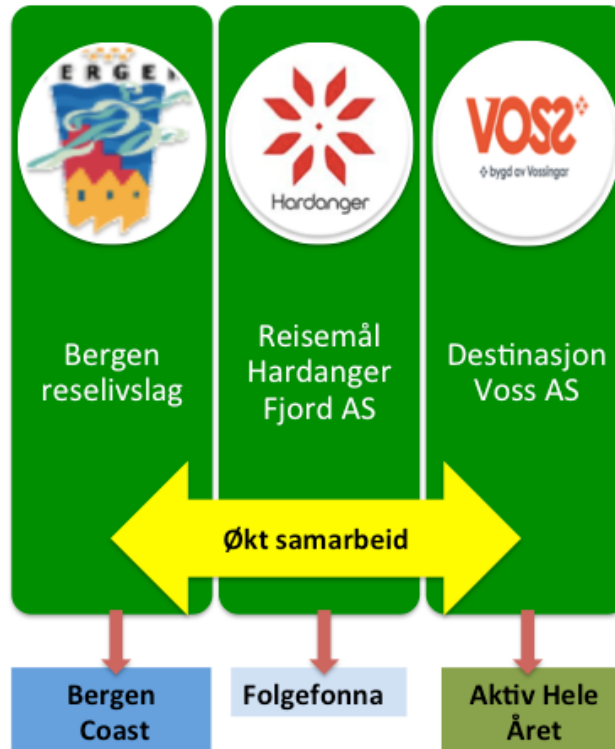 BERGEN
Hardanger
VOSS
bygd av Vossingar
Bergen
reselivslag
Reisemål
Hardanger
Fjord AS
Destinasjon
Voss AS
Økt samarbeid
Bergen
Coast
Folgefonna
Aktiv Hele
Året